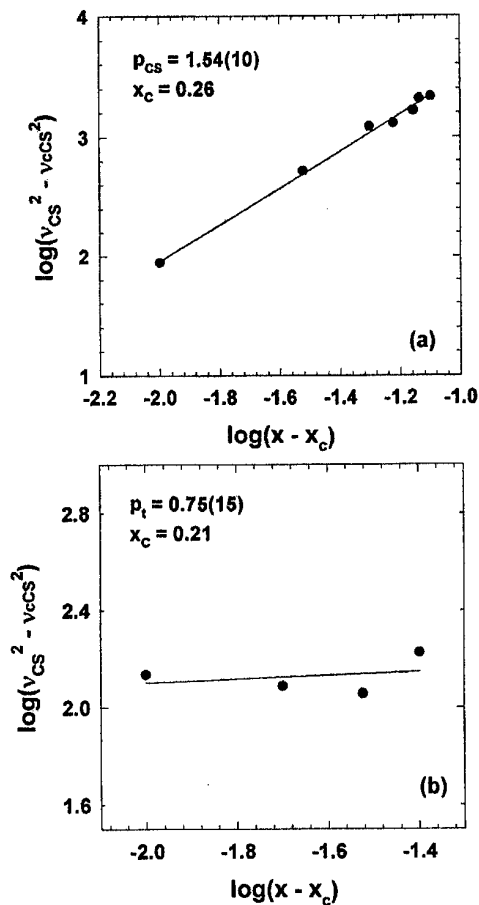 4
3
2
1
log(ν_CS² - ν_cCS²)
p_CS = 1.54(10)
x_c = 0.26
(a)
-2.2 -2.0 -1.8 -1.6 -1.4 -1.2 -1.0
log(x - x_c)
2.8
2.4
2.0
1.6
log(ν_CS² - ν_cCS²)
p_t = 0.75(15)
x_C = 0.21
(b)
-2.0 -1.8 -1.6 -1.4
log(x - x_c)